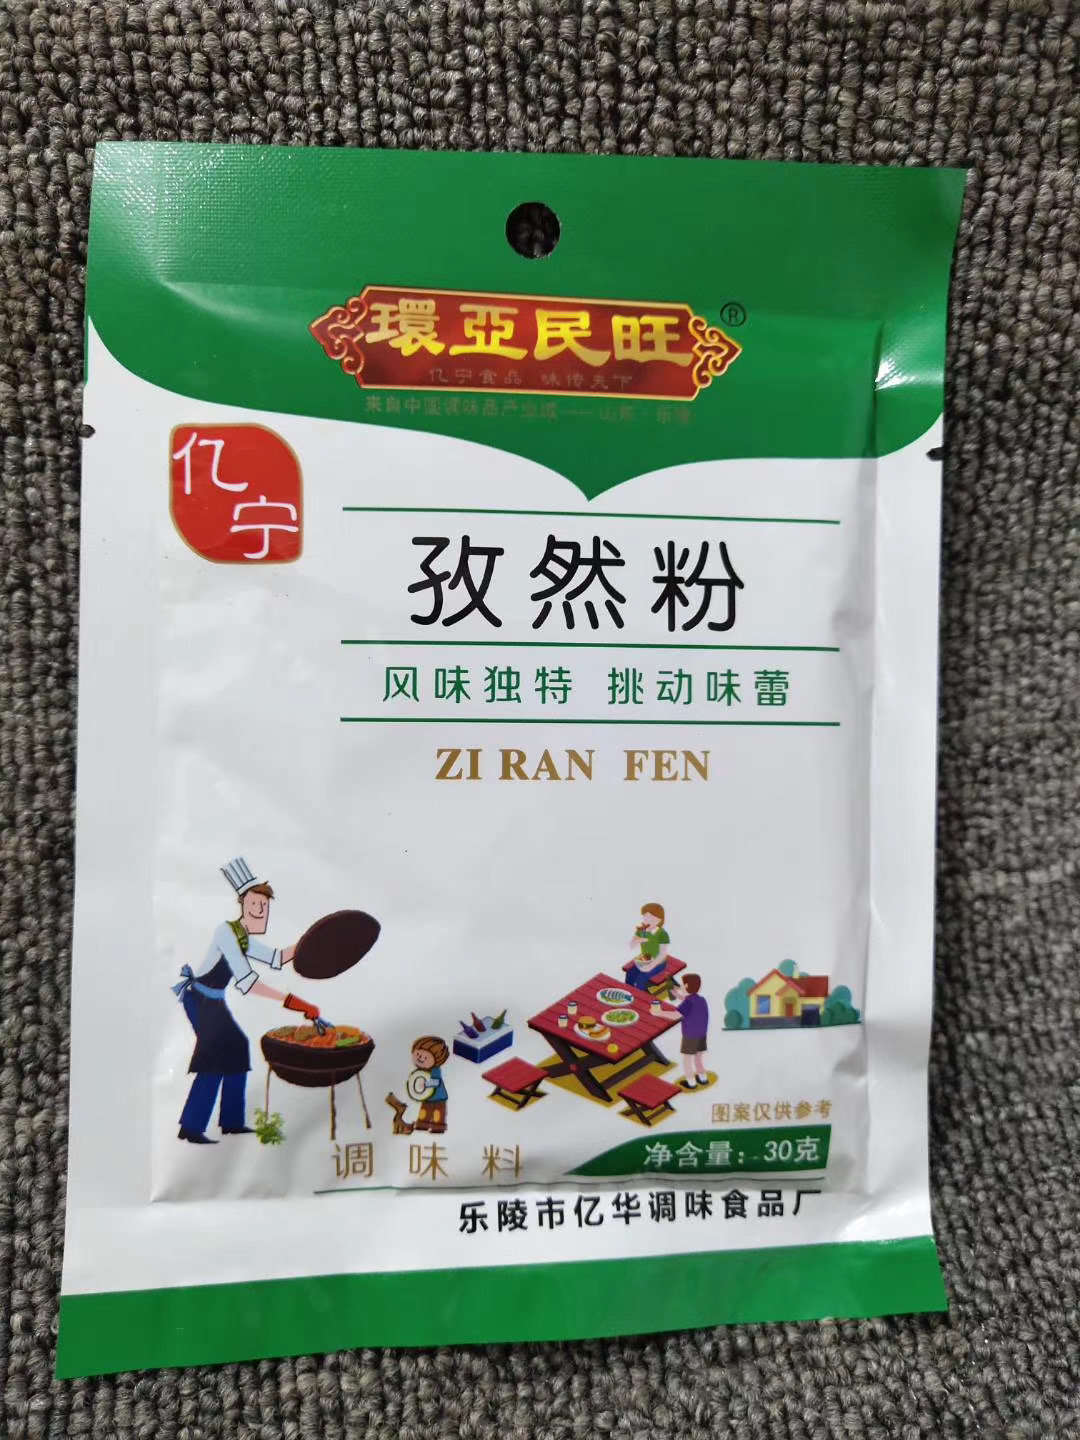 環亞民旺®
亿宁食品 味传天下
来自中国调味品产业城——山东·乐陵
亿宁
孜然粉
风味独特 挑动味蕾
ZI RAN FEN
图案仅供参考
调味料
净含量：30克
乐陵市亿华调味食品厂